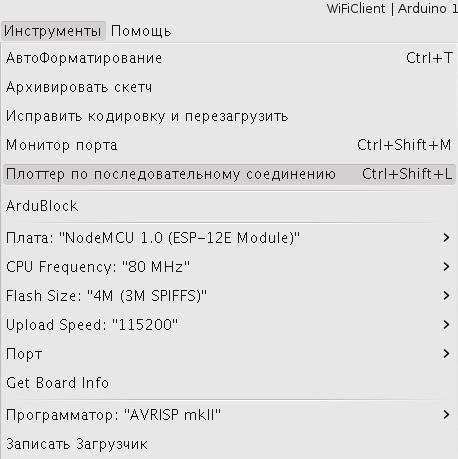 WiFiClient | Arduino 1
Инструменты Помощь
АвтоФорматирование Ctrl+T
Архивировать скетч
Исправить кодировку и перезагрузить
Монитор порта Ctrl+Shift+M
Плоттер по последовательному соединению Ctrl+Shift+L
ArduBlock
Плата: "NodeMCU 1.0 (ESP-12E Module)"
CPU Frequency: "80 MHz"
Flash Size: "4M (3M SPIFFS)"
Upload Speed: "115200"
Порт
Get Board Info
Программатор: "AVRISP mkII"
Записать Загрузчик